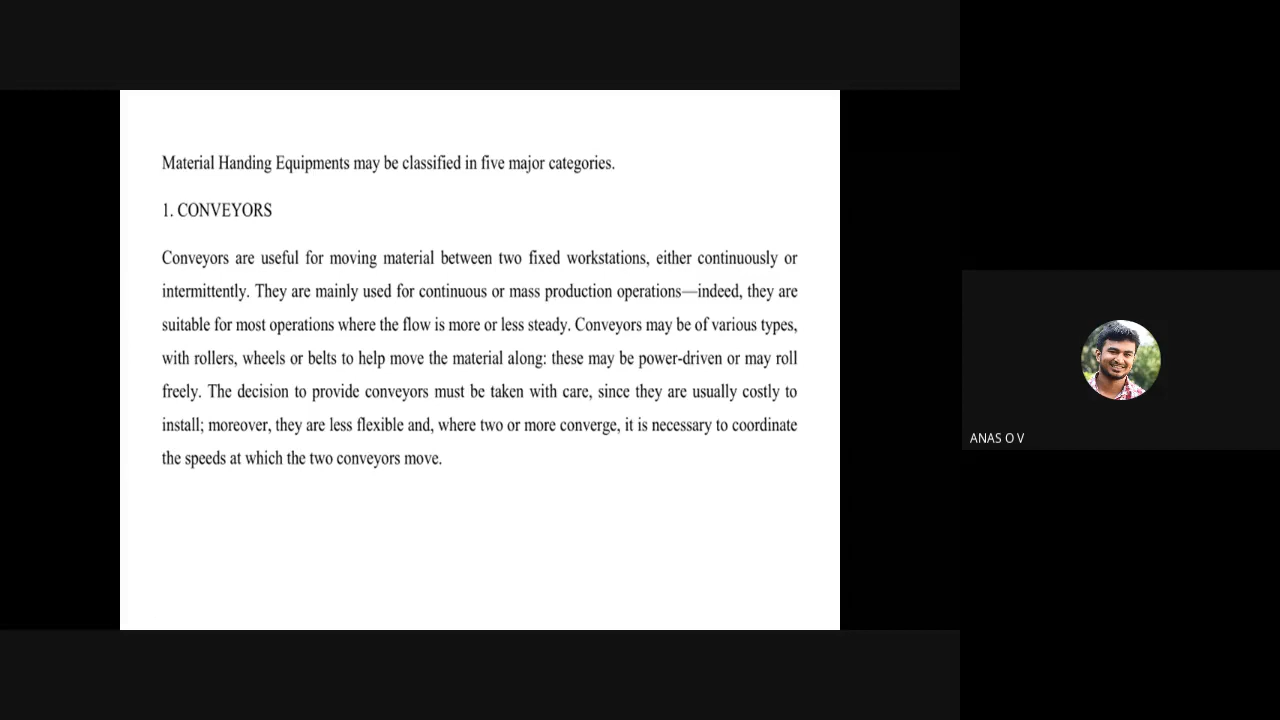 Material Handing Equipments may be classified in five major categories.
1. CONVEYORS
Conveyors are useful for moving material between two fixed workstations, either continuously or
intermittently. They are mainly used for continuous or mass production operations—indeed, they are
suitable for most operations where the flow is more or less steady. Conveyors may be of various types,
with rollers, wheels or belts to help move the material along: these may be power-driven or may roll
freely. The decision to provide conveyors must be taken with care, since they are usually costly to
install; moreover, they are less flexible and, where two or more converge, it is necessary to coordinate
the speeds at which the two conveyors move.
ANAS O V